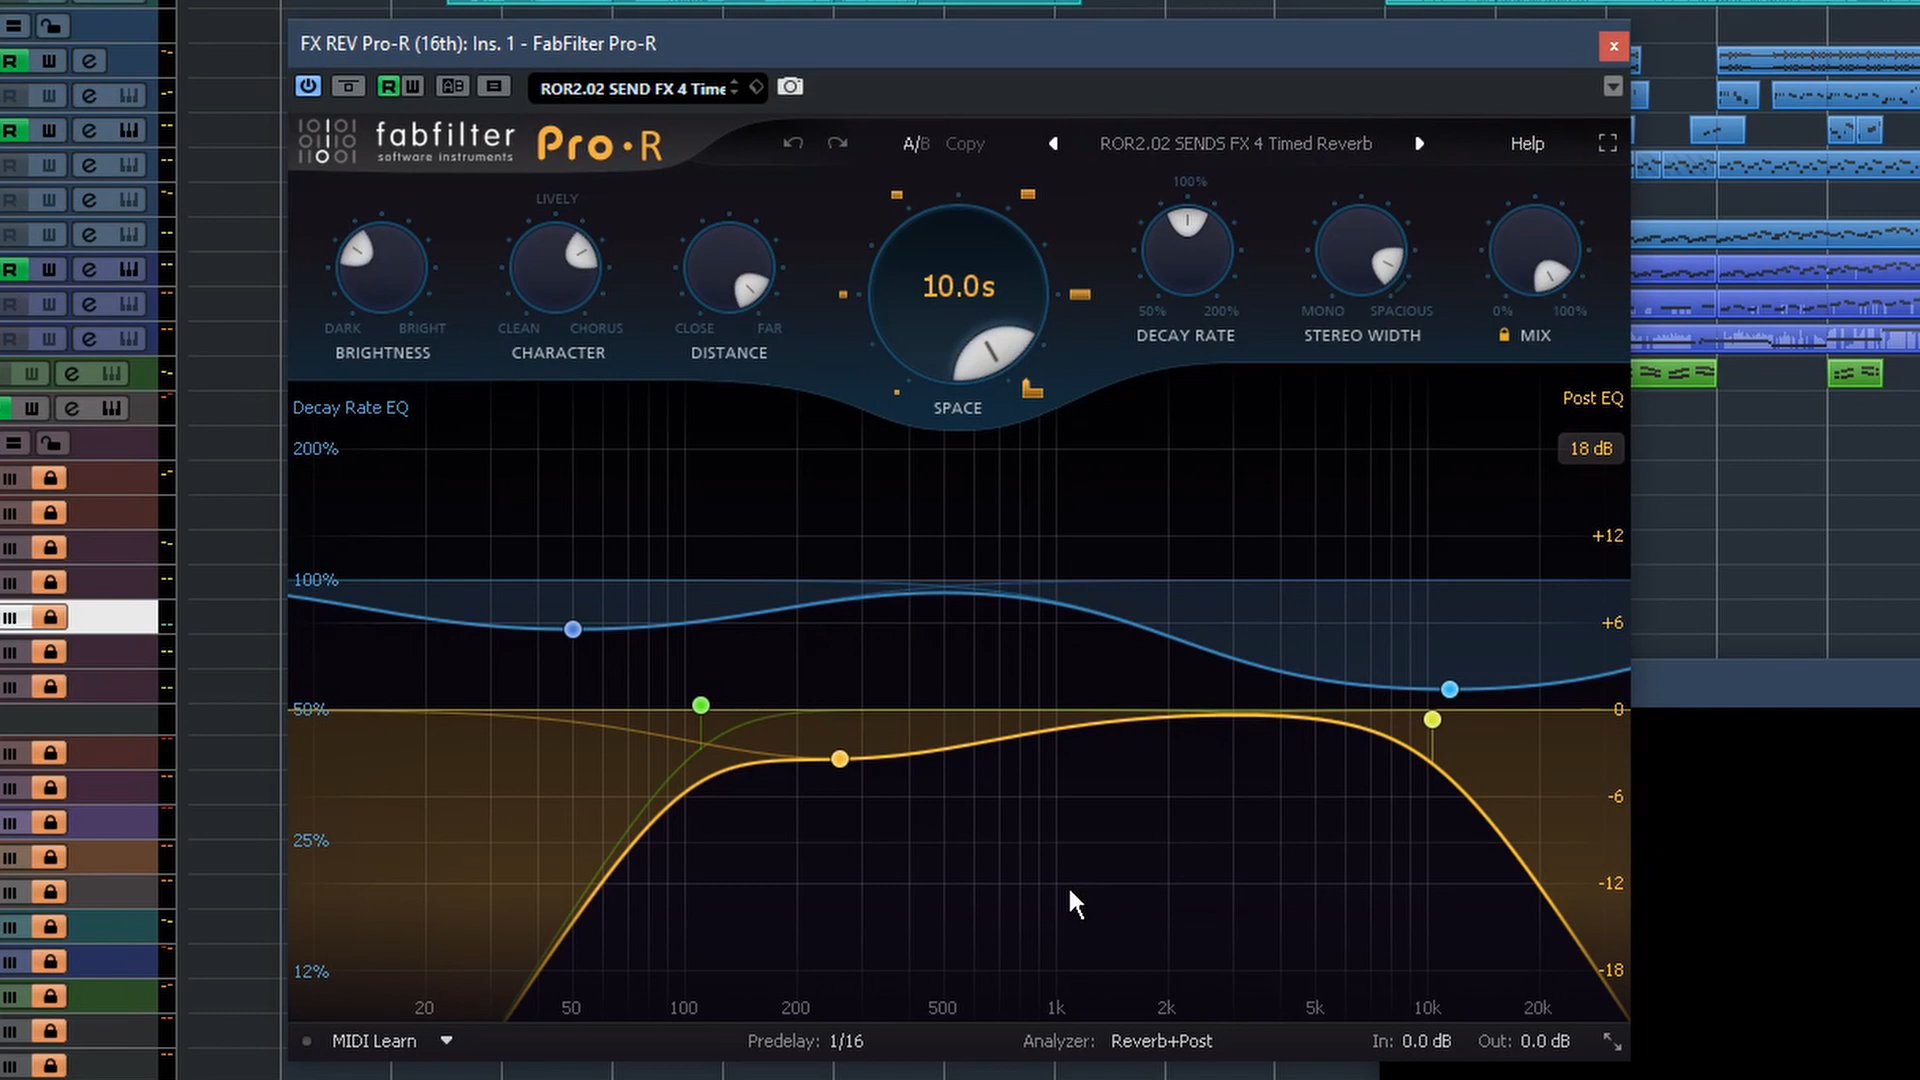 FX REV Pro-R (16th): Ins. 1 - FabFilter Pro-R
x
R
ROR2.02 SEND FX 4 Time
fabfilter
software instruments
Pro·R
A/B Copy
ROR2.02 SENDS FX 4 Timed Reverb
Help
DARK
BRIGHT
BRIGHTNESS
LIVELY
CLEAN
CHORUS
CHARACTER
CLOSE
FAR
DISTANCE
10.0s
SPACE
100%
50%
200%
DECAY RATE
MONO
SPACIOUS
STEREO WIDTH
0%
100%
MIX
Decay Rate EQ
Post EQ
200%
18 dB
+12
100%
+6
50%
0
-6
25%
-12
12%
-18
20
50
100
200
500
1k
2k
5k
10k
20k
MIDI Learn
Predelay: 1/16
Analyzer: Reverb+Post
In: 0.0 dB
Out: 0.0 dB